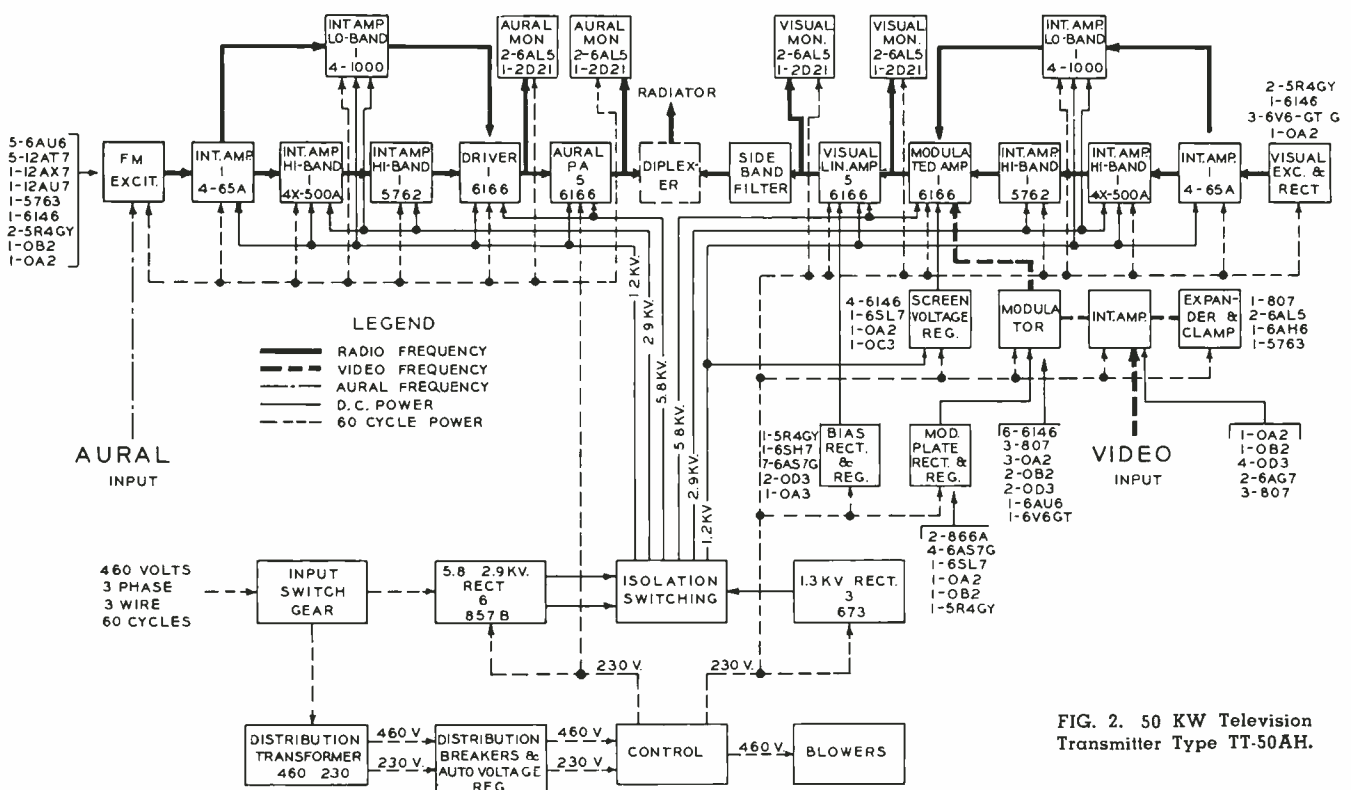 INT. AMP.
LO-BAND
1
4-1000
AURAL
MON.
2-6AL5
1-2D21
AURAL
MON
2-6AL5
1-2D21
VISUAL
MON.
2-6AL5
1-2D21
VISUAL
MON.
2-6AL5
1-2D21
INT. AMP
LO-BAND
1
4-1000
RADIATOR
5-6AU6
5-12AT7
1-12AX7
1-12AU7
1-5763
1-6146
2-5R4GY
1-OB2
1-OA2
FM
EXCIT.
INT. AMP.
1
4-65A
INT. AMP
HI-BAND
1
4X-500A
INT AMP
HI-BAND
1
5762
DRIVER
1
6166
AURAL
PA
5
6166
DIPLEX-
ER
SIDE
BAND
FILTER
VISUAL
LIN. AMP
5
6166
MODULA
TED AMP
1
6166
INT. AMP
HI-BAND
1
5762
INT. AMP.
HI-BAND
1
4X-500A
INT. AMP.
1
4-65A
VISUAL
EXC. &
RECT
2-5R4GY
1-6146
3-6V6-GT G
1-OA2
LEGEND
RADIO FREQUENCY
VIDEO FREQUENCY
AURAL FREQUENCY
D.C. POWER
60 CYCLE POWER
1.2 KV.
2.9 KV.
5.8 KV.
5.8 KV.
2.9 KV.
1.2 KV
4-6146
1-6SL7
1-OA2
1-OC3
SCREEN
VOLTAGE
REG.
MODULA
TOR
INT. AMP.
EXPAN-
DER &
CLAMP
1-807
2-6AL5
1-6AH6
1-5763
AURAL
INPUT
1-5R4GY
1-6SH7
7-6AS7G
2-OD3
1-OA3
BIAS
RECT.
&
REG.
MOD.
PLATE
RECT. &
REG.
6-6146
3-807
3-OA2
2-OB2
2-OD3
1-6AU6
1-6V6GT
VIDEO
INPUT
1-OA2
1-OB2
4-OD3
2-6AG7
3-807
2-866A
4-6AS7G
1-6SL7
1-OA2
1-OB2
1-5R4GY
460 VOLTS
3 PHASE
3 WIRE
60 CYCLES
INPUT
SWITCH
GEAR
5.8 2.9KV.
RECT
6
857B
ISOLATION
SWITCHING
1.3 KV RECT.
3
673
230 V.
230 V.
DISTRIBUTION
TRANSFORMER
460 230
460 V
230 V.
DISTRIBUTION
BREAKERS &
AUTO VOLTAGE
REG.
460 V
230 V
CONTROL
460 V.
BLOWERS
FIG. 2. 50 KW Television
Transmitter Type TT-50AH.